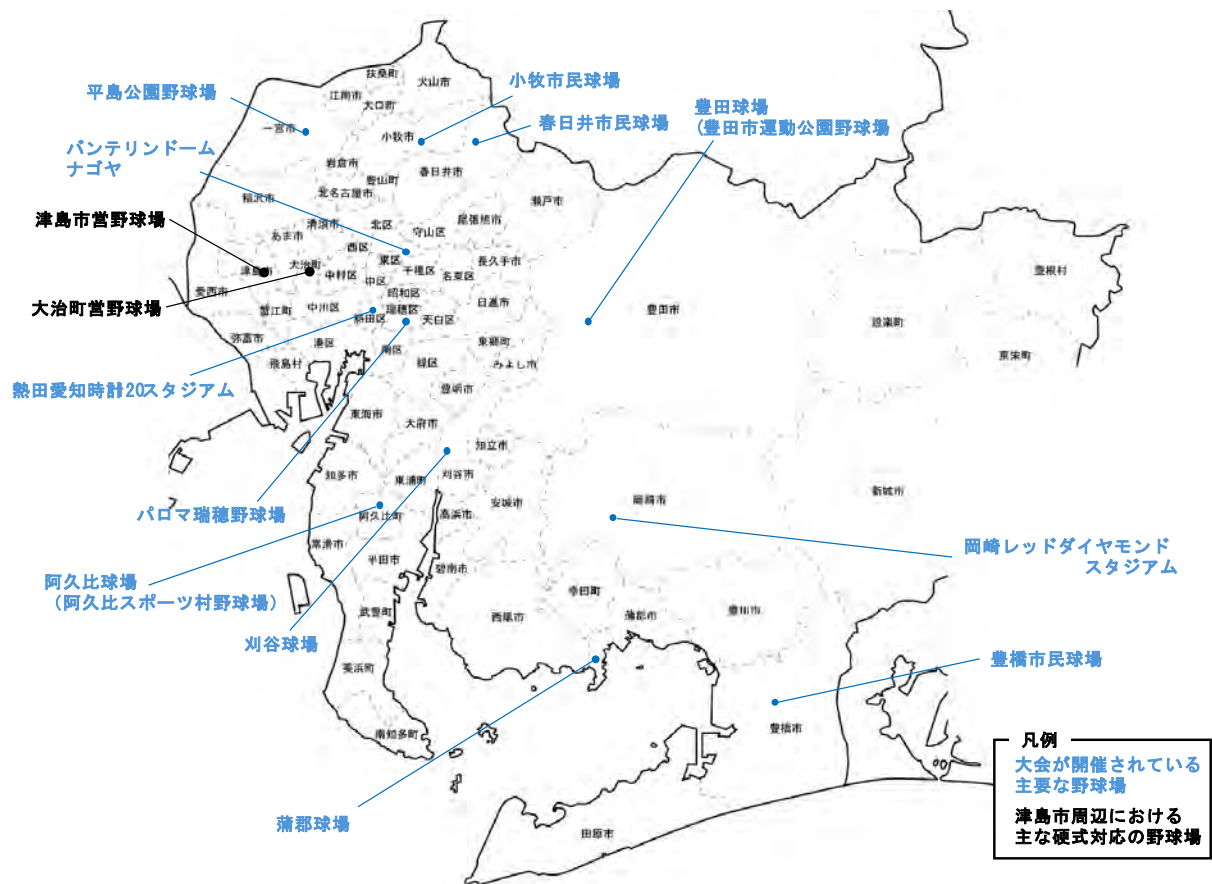 扶桑町
犬山市
小牧市民球場
平島公園野球場
江南市
大口町
豊田球場
(豊田市運動公園野球場
春日井市民球場
一宮市
小牧市
バンテリンドーム
ナゴヤ
岩倉市
豊山町
春日井市
北名古屋市
稲沢市
瀬戸市
津島市営野球場
清須市
北区
守山区
尾張旭市
あま市
西区
東区
千種区
名東区
長久手市
津島市
大治町
中村区
中区
豊根村
愛西市
昭和区
大治町営野球場
蟹江町
中川区
熱田区
瑞穂区
天白区
日進市
豊田市
設楽町
弥富市
港区
南区
東郷町
東栄町
飛島村
緑区
みよし市
熱田愛知時計20スタジアム
豊明市
東海市
大府市
知立市
知多市
東浦町
刈谷市
新城市
安城市
岡崎市
パロマ瑞穂野球場
阿久比町
高浜市
常滑市
半田市
碧南市
岡崎レッドダイヤモンド
スタジアム
阿久比球場
(阿久比スポーツ村野球場)
幸田町
武豊町
西尾市
蒲郡市
豊川市
刈谷球場
美浜町
豊橋市民球場
南知多町
豊橋市
蒲郡球場
田原市
凡例
大会が開催されている
主要な野球場
津島市周辺における
主な硬式対応の野球場